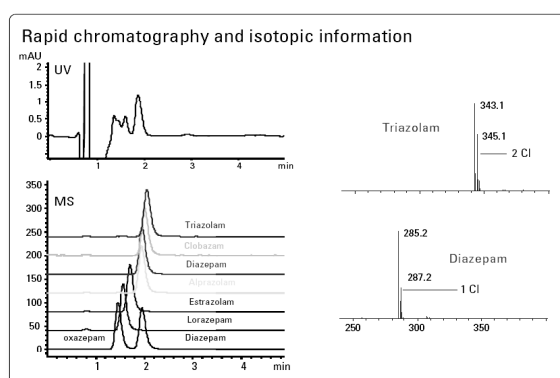 Rapid chromatography and isotopic information
mAU
UV
2
1.5
1
0.5
0
1 2 3 4 min
MS
350
300
250
200
150
100
50
0
Triazolam
Clobazam
Diazepam
Alprazolam
Estrazolam
Lorazepam
oxazepam
Diazepam
1 2 3 4 min
Triazolam
343.1
345.1
2 Cl
Diazepam
285.2
287.2
1 Cl
250 300 350